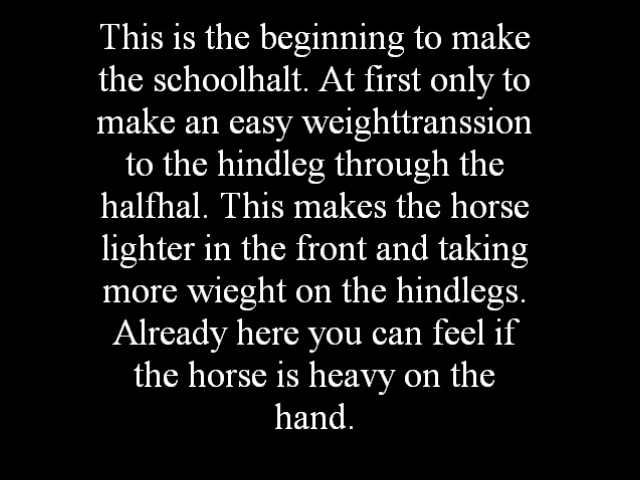 This is the beginning to make
the schoolhalt. At first only to
make an easy weighttranssion
to the hindleg through the
halfhal. This makes the horse
lighter in the front and taking
more wieght on the hindlegs.
Already here you can feel if
the horse is heavy on the
hand.